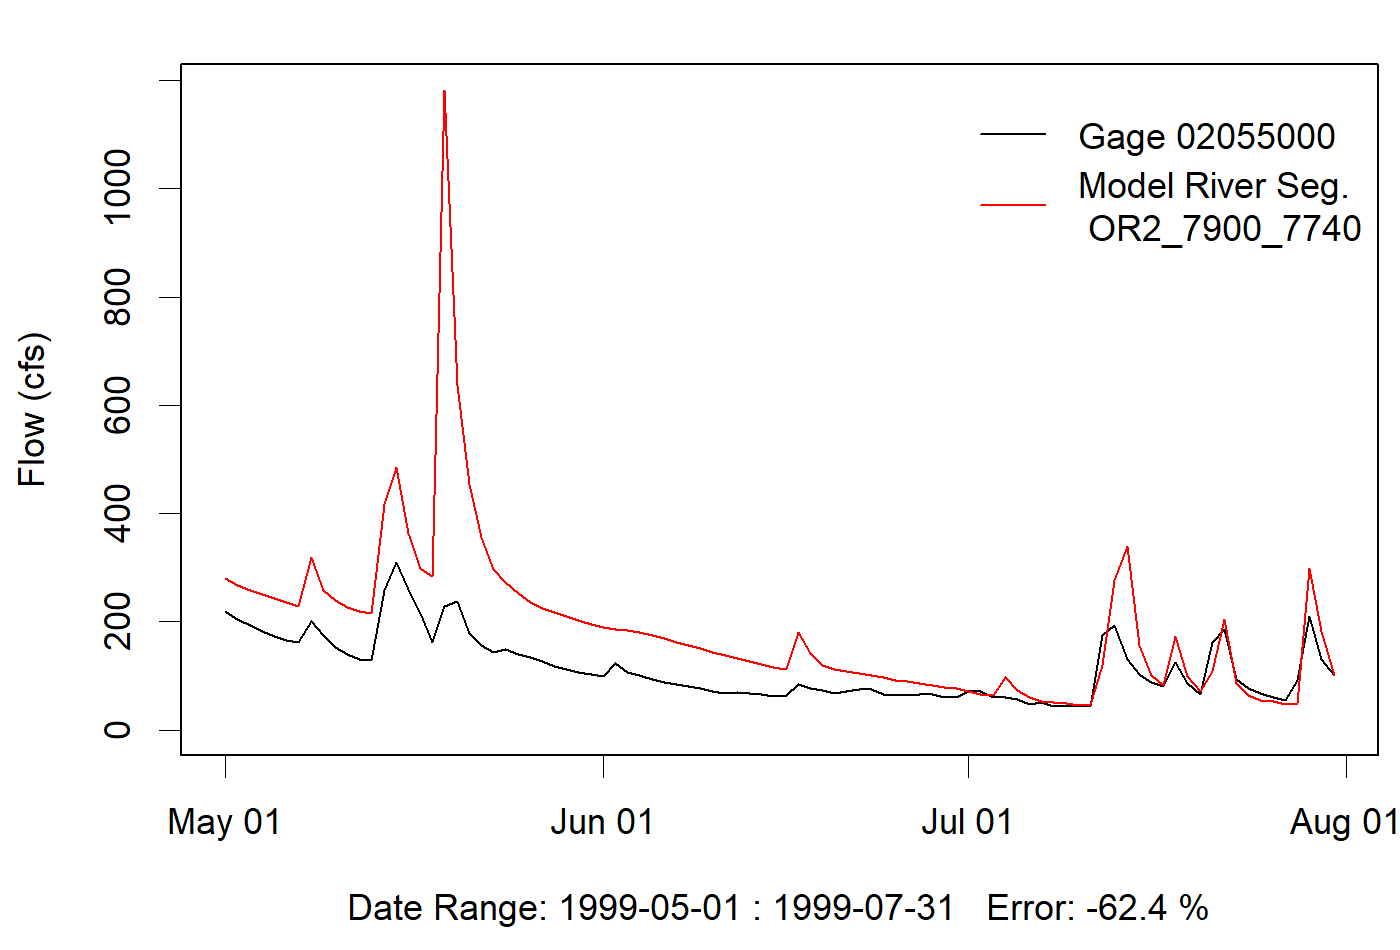 Gage 02055000
Model River Seg.
OR2_7900_7740
Flow (cfs)
1000
800
600
400
200
0
May 01
Jun 01
Jul 01
Aug 01
Date Range: 1999-05-01 : 1999-07-31 Error: -62.4 %